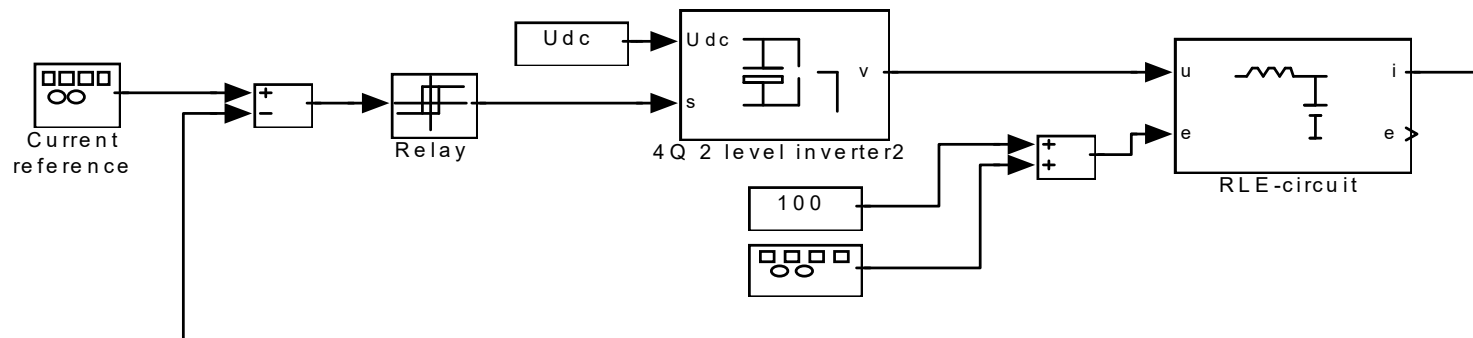 Udc
Udc
v
s
+
−
Current
reference
Relay
4Q 2 level inverter2
+
+
100
u
i
e
e
RLE-circuit